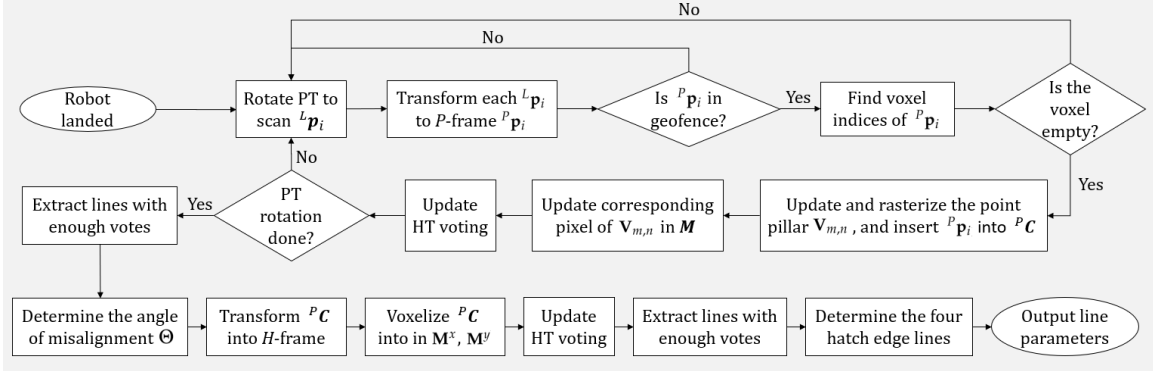 No
No
Robot
landed
Rotate PT to
scan ᴸ𝒑ᵢ
Transform each ᴸ𝐩ᵢ
to P-frame ᴾ𝐩ᵢ
Is ᴾ𝐩ᵢ in
geofence?
Yes
Find voxel
indices of ᴾ𝐩ᵢ
Is the
voxel
empty?
No
Yes
Extract lines with
enough votes
Yes
PT
rotation
done?
Update
HT voting
Update corresponding
pixel of 𝐕ₘ,ₙ in 𝑴
Update and rasterize the point
pillar 𝐕ₘ,ₙ, and insert ᴾ𝐩ᵢ into ᴾ𝑪
Determine the angle
of misalignment 𝚯
Transform ᴾ𝑪
into H-frame
Voxelize ᴾ𝑪
into in 𝐌ˣ, 𝐌ʸ
Update
HT voting
Extract lines with
enough votes
Determine the four
hatch edge lines
Output line
parameters